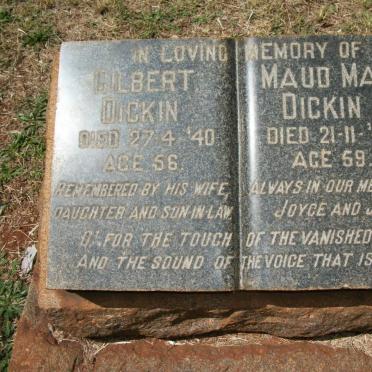 IN LOVING MEMORY OF
GILBERT
DICKIN
DIED 27·4·'40
AGE 56.
REMEMBERED BY HIS WIFE,
DAUGHTER AND SON-IN-LAW
MAUD MA
DICKIN
DIED 21·11·'
AGE 59.
ALWAYS IN OUR ME
JOYCE AND J
O' FOR THE TOUCH OF THE VANISHED
AND THE SOUND OF THE VOICE THAT IS